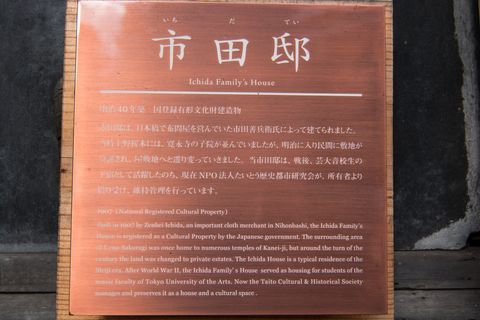 いちだてい
市田邸
Ichida Family's House
明治40年築 国登録有形文化財建造物
市田邸は、日本橋で布問屋を営んでいた市田善兵衛氏によって建てられました。
当時上野桜木には、寛永寺の子院が並んでいましたが、明治に入り民間に敷地が
され、屋敷地へと移り変っていきました。当市田邸は、戦後、芸大音校生の
下宿として活躍したのち、現在NPO法人たいとう歴史都市研究会が、所有者より
借り受け、維持管理を行っています。
1907 (National Registered Cultural Property)
Built in 1907 by Zenbei Ichida, an important cloth merchant in Nihonbashi, the Ichida Family's
House is registered as a Cultural Property by the Japanese government. The surrounding area
of Ueno-Sakuragi was once home to numerous temples of Kanei-ji, but around the turn of the
century the land was changed to private estates. The Ichida House is a typical residence of the
Meiji era. After World War II, the Ichida Family's House served as housing for students of the
music faculty of Tokyo University of the Arts. Now the Taito Cultural & Historical Society
manages and preserves it as a house and a cultural space.